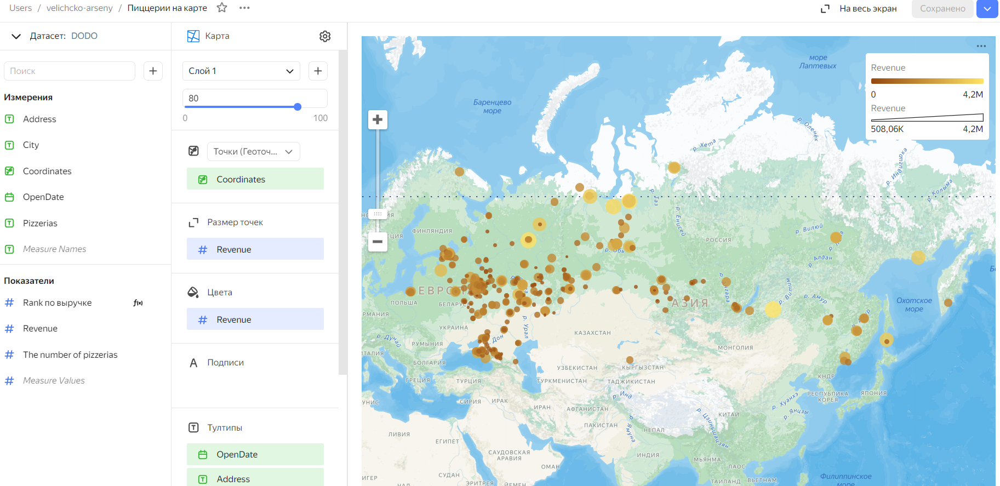 Users / velichcko-arseny / Пиццерии на карте
На весь экран
Сохранено
Датасет: DODO
Поиск
Измерения
Address
City
Coordinates
OpenDate
Pizzerias
Measure Names
Показатели
Rank по выручке
Revenue
The number of pizzerias
Measure Values
Карта
Слой 1
80
0 100
Точки (Геоточ...
Coordinates
Размер точек
Revenue
Цвета
Revenue
Подписи
Тултипы
OpenDate
Address
Revenue
0 4,2M
Revenue
508,06K 4,2M
море
Лаптевых
Баренцево
море
р. Оленёк
р. Хета
р. Индигирка
р. Колыма
р. Таз
р. Енисей
р. Вилюй
ФИНЛЯНДИЯ
РОССИЯ
р. Обь
Алдан
ЕВРОПА
АЗИЯ
ПОЛЬША
БЕЛАРУСЬ
РМАНИЯ
УКРАИНА
р. Дон
р. Урал
р. Амур
Охотское
море
КАЗАХСТАН
МОНГОЛИЯ
р. Дунай
РУМЫНИЯ
ТАЛИЯ
БОЛГАРИЯ
УЗБЕКИСТАН
КЫРГЫЗСТАН
ГРЕЦИЯ
ТУРЦИЯ
ТУРКМЕНИСТАН
ТАДЖИКИСТАН
КНДР
РЕСПУБЛИКА
КОРЕЯ
ЯПОНИЯ
УНИС
СИРИЯ
ИРАК
ИРАН
АФГАНИСТАН
р. Инд
р. Хуанхэ
р. Янцзы
р. Цзиньшацзян
КИТАЙ
ПАКИСТАН
НЕПАЛ
ЛИВИЯ
ЕГИПЕТ
САУДОВСКАЯ
АРАВИЯ
ИНДИЯ
МЬЯНМА
ОМАН
ЛАОС
СУДАН
ЭРИТРЕЯ
ЙЕМЕН
ТАИЛАНД
ВЬЕТНАМ
Филиппинское
море
ИГЕР
ЧАД